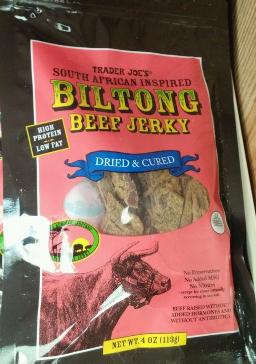 TRADER JOE'S
SOUTH AFRICAN INSPIRED
BILTONG
BEEF JERKY
HIGH
PROTEIN
LOW FAT
DRIED & CURED
No Preservatives
No Added MSG
No Nitrites
BEEF RAISED WITHOUT
ADDED HORMONES AND
WITHOUT ANTIBIOTICS
NET WT. 4 OZ (113g)